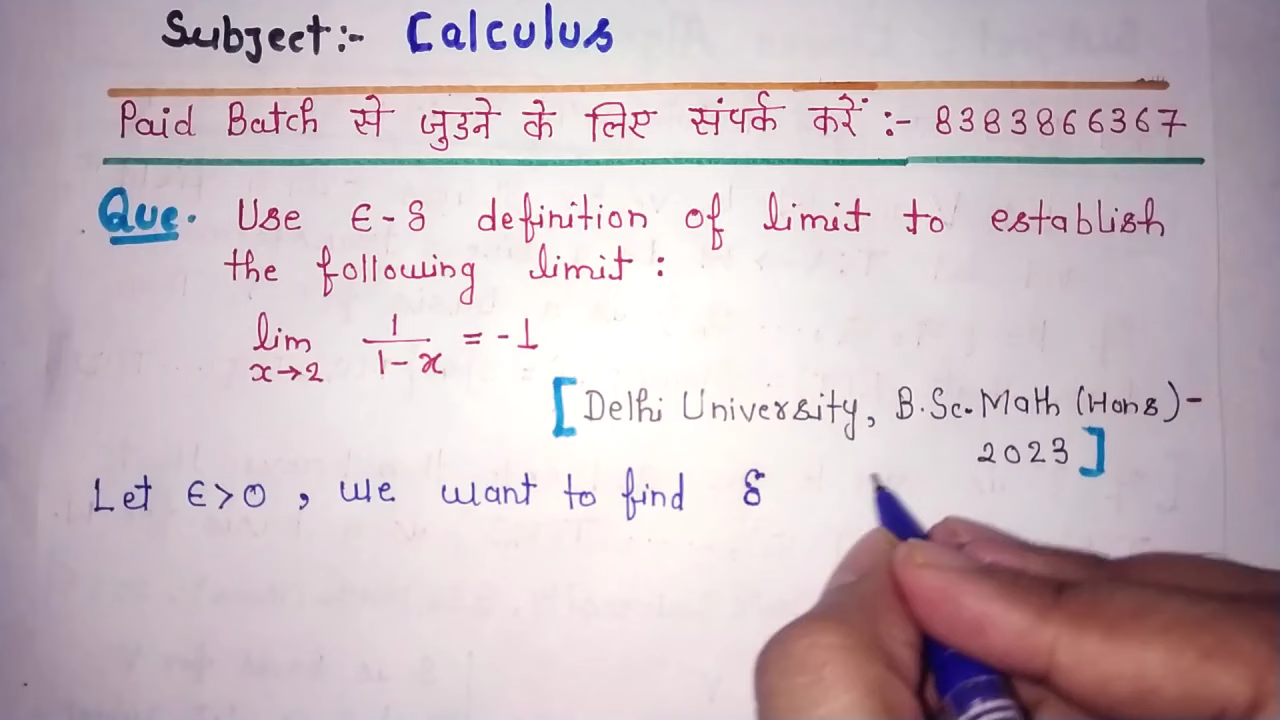 Subject:- Calculus
Paid Batch से जुडने के लिए संपर्क करें :- 8383866367
Que. Use ε-δ definition of limit to establish
the following limit :
lim 1/(1-x) = -1
x→2
[Delhi University, B.Sc. Math (Hons)-
2023]
Let ε>0, we want to find δ